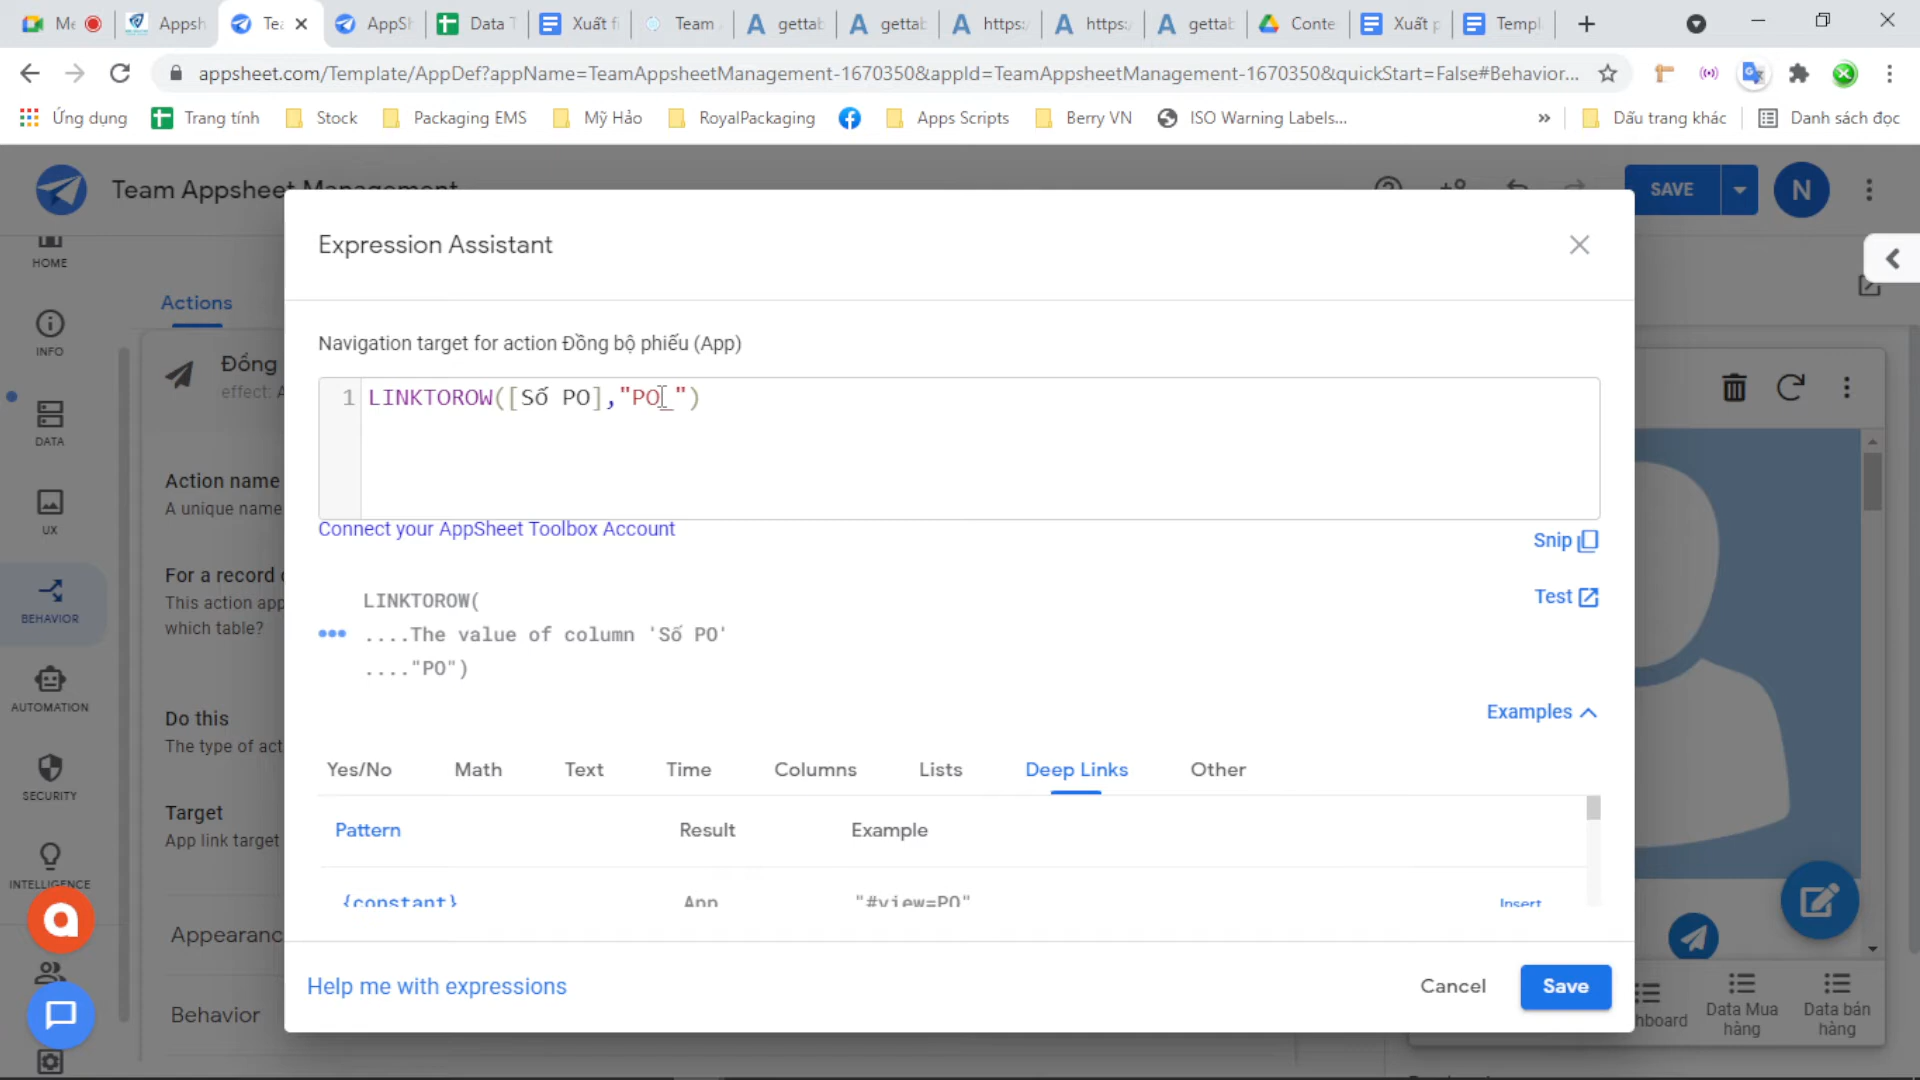 Me
Appsh
Tea
AppSh
Data T
Xuất fi
Team
gettab
gettab
https:/
https:/
gettab
Conte
Xuất p
Templ
appsheet.com/Template/AppDef?appName=TeamAppsheetManagement-1670350&appId=TeamAppsheetManagement-1670350&quickStart=False#Behavior...
Ứng dụng
Trang tính
Stock
Packaging EMS
Mỹ Hảo
RoyalPackaging
Apps Scripts
Berry VN
ISO Warning Labels...
»
Dấu trang khác
Danh sách đọc
Team Appsheet Management
SAVE
N
HOME
INFO
DATA
UX
BEHAVIOR
AUTOMATION
SECURITY
INTELLIGENCE
Actions
Đồng
effect: A
Action name
A unique name
For a record
This action app
which table?
Do this
The type of act
Target
App link target
Appearanc
Behavior
Expression Assistant
Navigation target for action Đồng bộ phiếu (App)
1 LINKTOROW([Số PO],"PO_")
Connect your AppSheet Toolbox Account
Snip
LINKTOROW(
....The value of column 'Số PO'
...."PO")
Test
Examples
Yes/No Math Text Time Columns Lists Deep Links Other
Pattern Result Example
{constant} App "#view=PO" Insert
Help me with expressions
Cancel
Save
hboard
Data Mua
hàng
Data bán
hàng